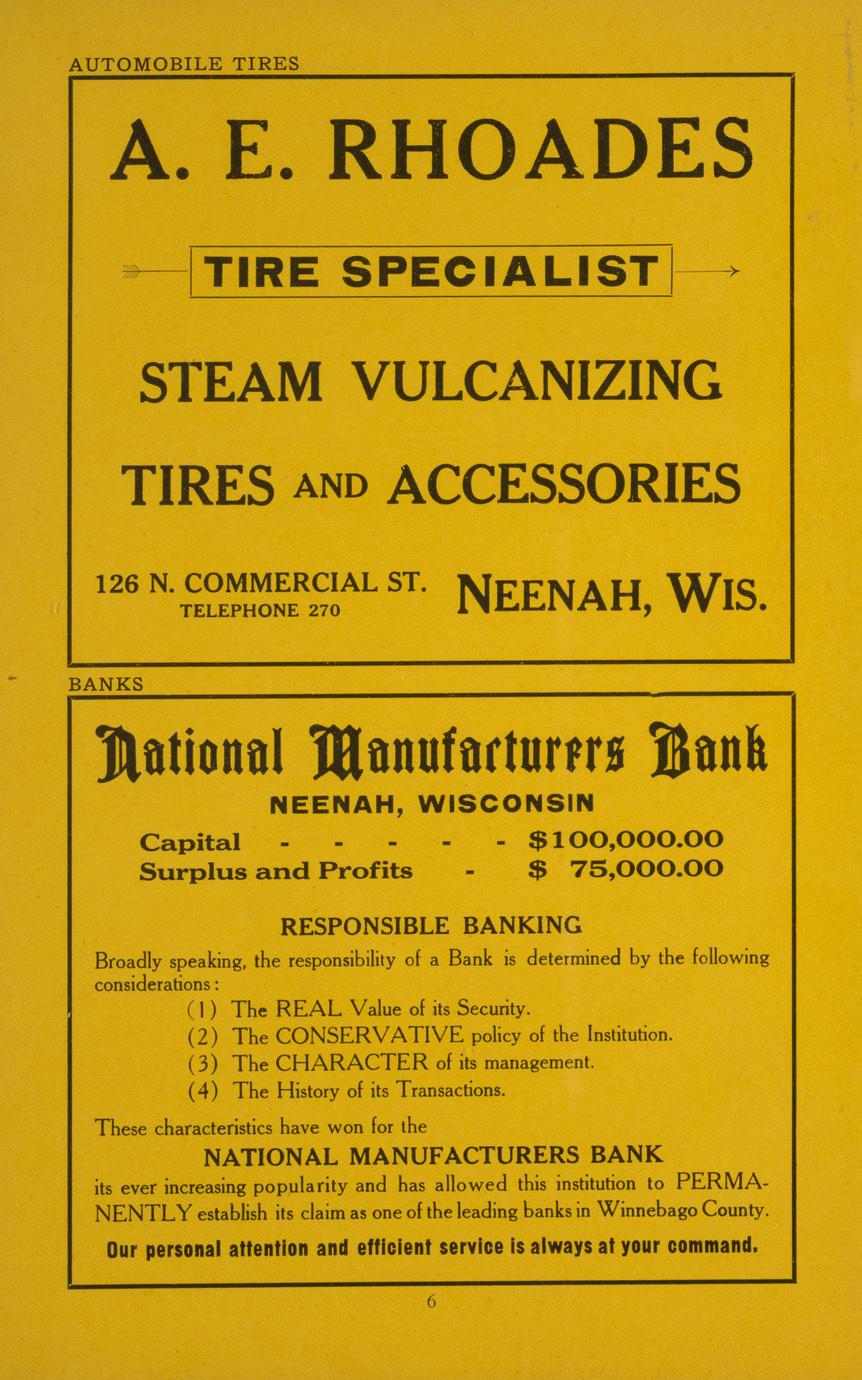 AUTOMOBILE TIRES
A. E. RHOADES
TIRE SPECIALIST
STEAM VULCANIZING
TIRES AND ACCESSORIES
126 N. COMMERCIAL ST.
TELEPHONE 270
NEENAH, WIS.
BANKS
National Manufacturers Bank
NEENAH, WISCONSIN
Capital - - - - - $100,000.00
Surplus and Profits - $ 75,000.00
RESPONSIBLE BANKING
Broadly speaking, the responsibility of a Bank is determined by the following
considerations:
(1) The REAL Value of its Security.
(2) The CONSERVATIVE policy of the Institution.
(3) The CHARACTER of its management.
(4) The History of its Transactions.
These characteristics have won for the
NATIONAL MANUFACTURERS BANK
its ever increasing popularity and has allowed this institution to PERMA-
NENTLY establish its claim as one of the leading banks in Winnebago County.
Our personal attention and efficient service is always at your command.
6